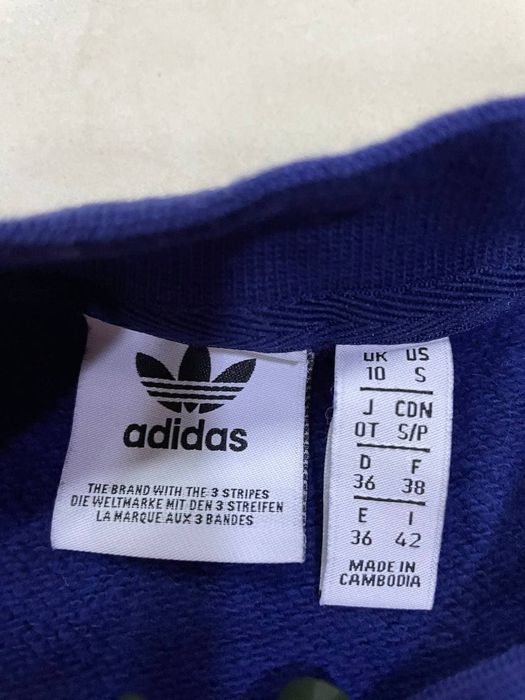 adidas
THE BRAND WITH THE 3 STRIPES
DIE WELTMARKE MIT DEN 3 STREIFEN
LA MARQUE AUX 3 BANDES
UK US
10 S
J CDN
OT S/P
D F
36 38
E I
36 42
MADE IN
CAMBODIA